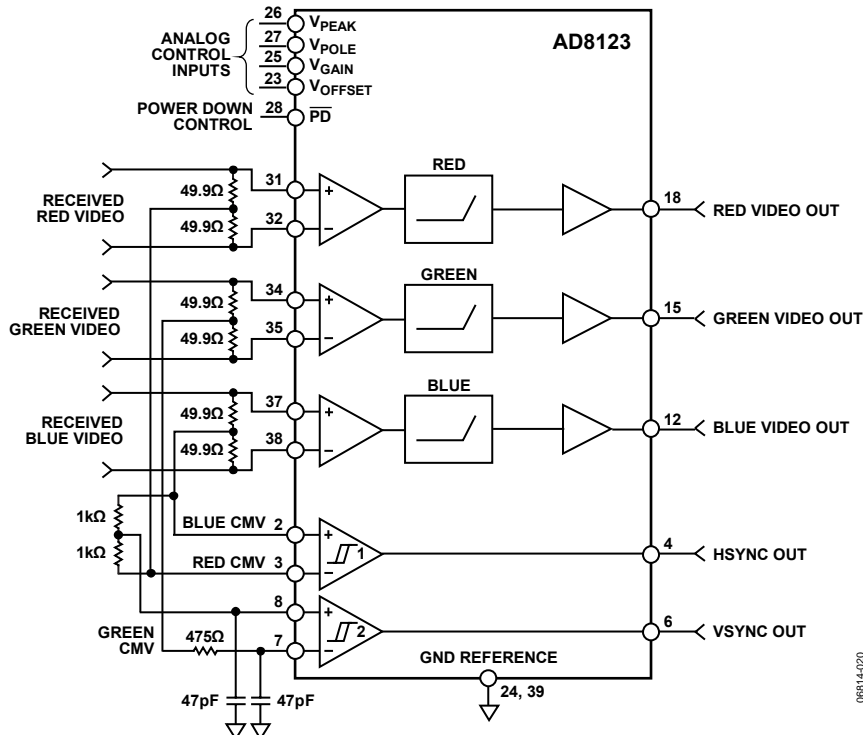 AD8123
ANALOG
CONTROL
INPUTS
26
VPEAK
27
VPOLE
25
VGAIN
23
VOFFSET
POWER DOWN
CONTROL
28
PD
RECEIVED
RED VIDEO
49.9Ω
49.9Ω
31
+
32
−
RED
18
RED VIDEO OUT
RECEIVED
GREEN VIDEO
49.9Ω
49.9Ω
34
+
35
−
GREEN
15
GREEN VIDEO OUT
RECEIVED
BLUE VIDEO
49.9Ω
49.9Ω
37
+
38
−
BLUE
12
BLUE VIDEO OUT
1kΩ
1kΩ
BLUE CMV
2
+
RED CMV
3
−
1
4
HSYNC OUT
8
+
GREEN
CMV
475Ω
7
−
2
6
VSYNC OUT
47pF
47pF
GND REFERENCE
24, 39
06814-020